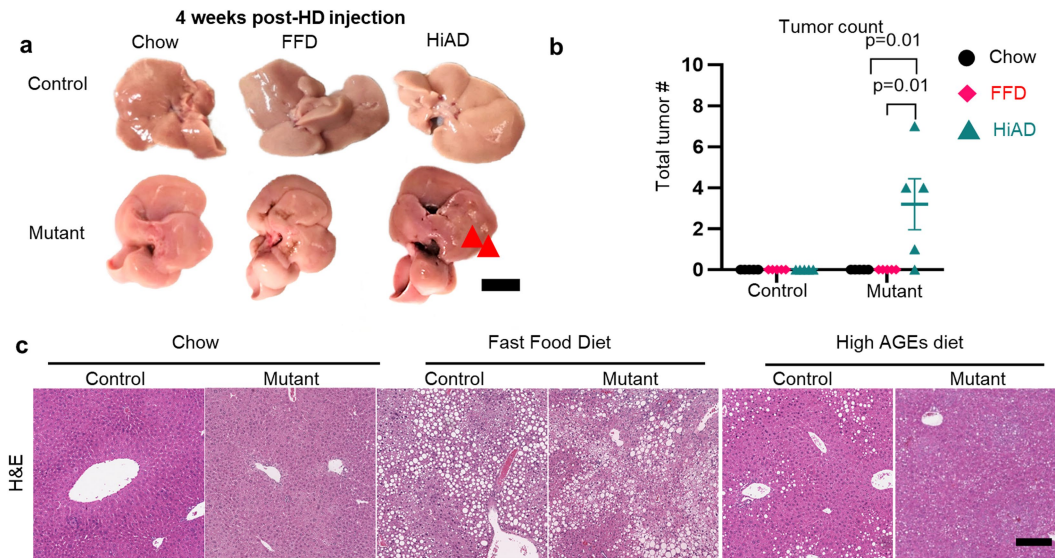 4 weeks post-HD injection
a
Chow
FFD
HiAD
Control
Mutant
b
Tumor count
p=0.01
p=0.01
Total tumor #
10
8
6
4
2
0
Control
Mutant
Chow
FFD
HiAD
c
Chow
Fast Food Diet
High AGEs diet
Control
Mutant
Control
Mutant
Control
Mutant
H&E